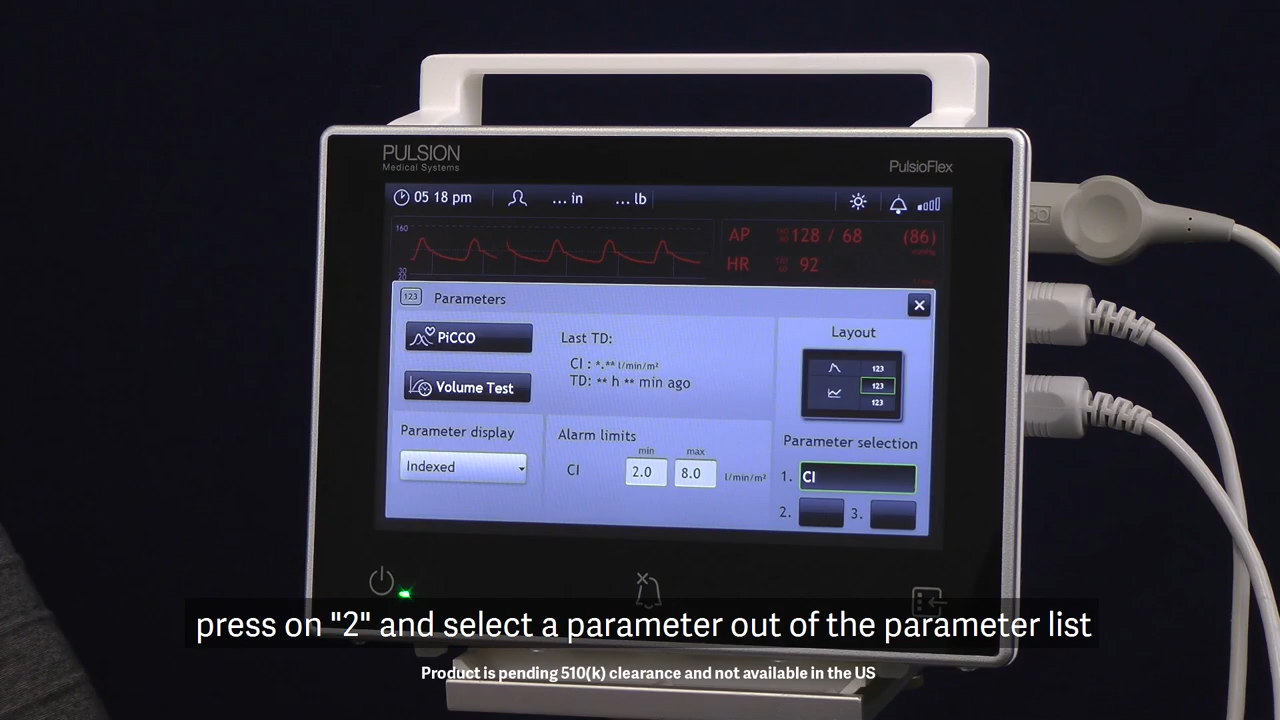 PULSION
Medical Systems
PulsioFlex
05 18 pm ... in ... lb
160
AP 128 / 68 (86)
HR 92
123 Parameters
PiCCO
Volume Test
Last TD:
CI : *.** l/min/m²
TD: ** h ** min ago
Layout
123
123
123
Parameter display
Indexed
Alarm limits
min max
CI 2.0 8.0 l/min/m²
Parameter selection
1. CI
2. 3.
press on "2" and select a parameter out of the parameter list
Product is pending 510(k) clearance and not available in the US